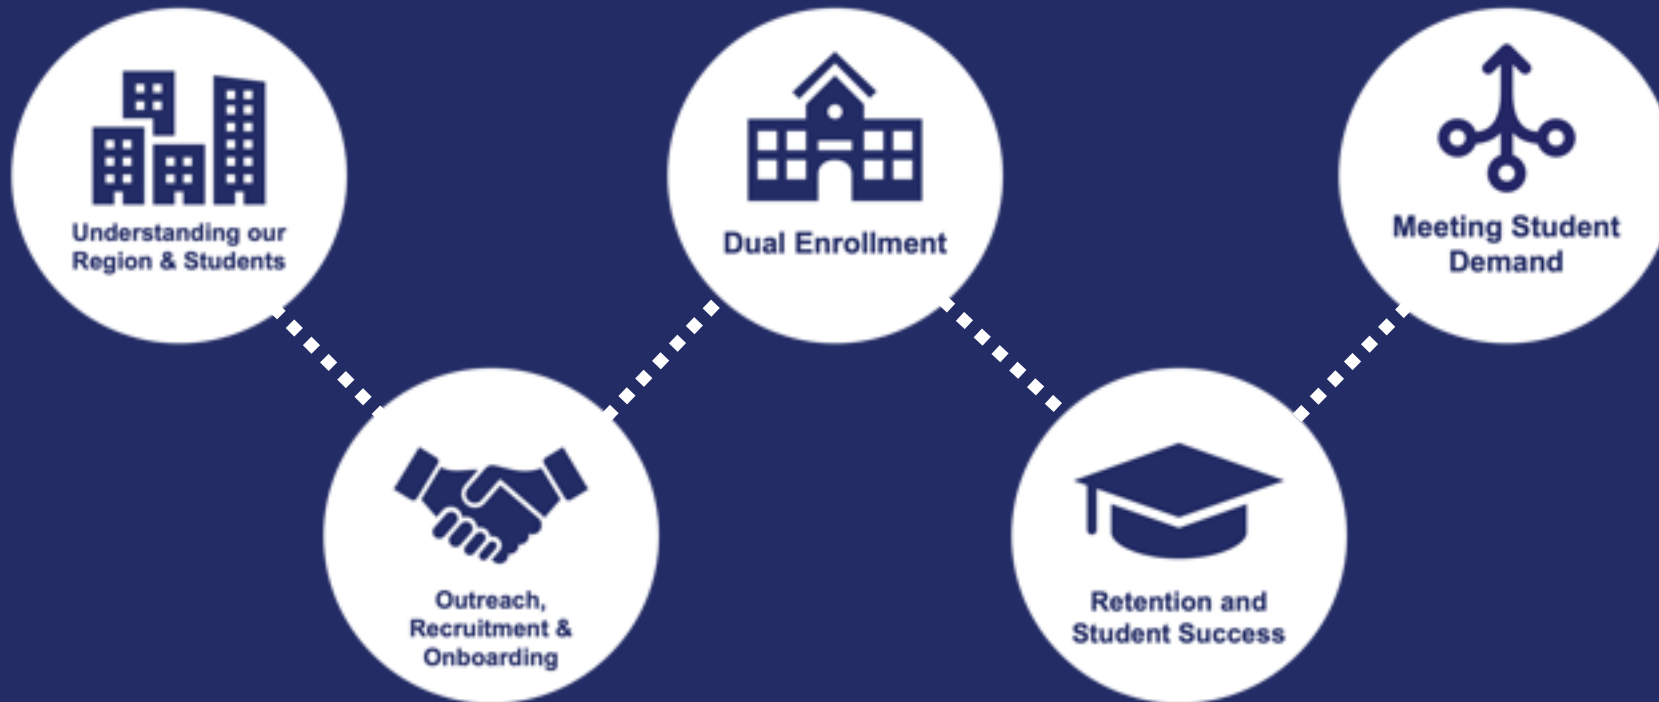 Understanding our
Region & Students
Outreach,
Recruitment &
Onboarding
Dual Enrollment
Retention and
Student Success
Meeting Student
Demand